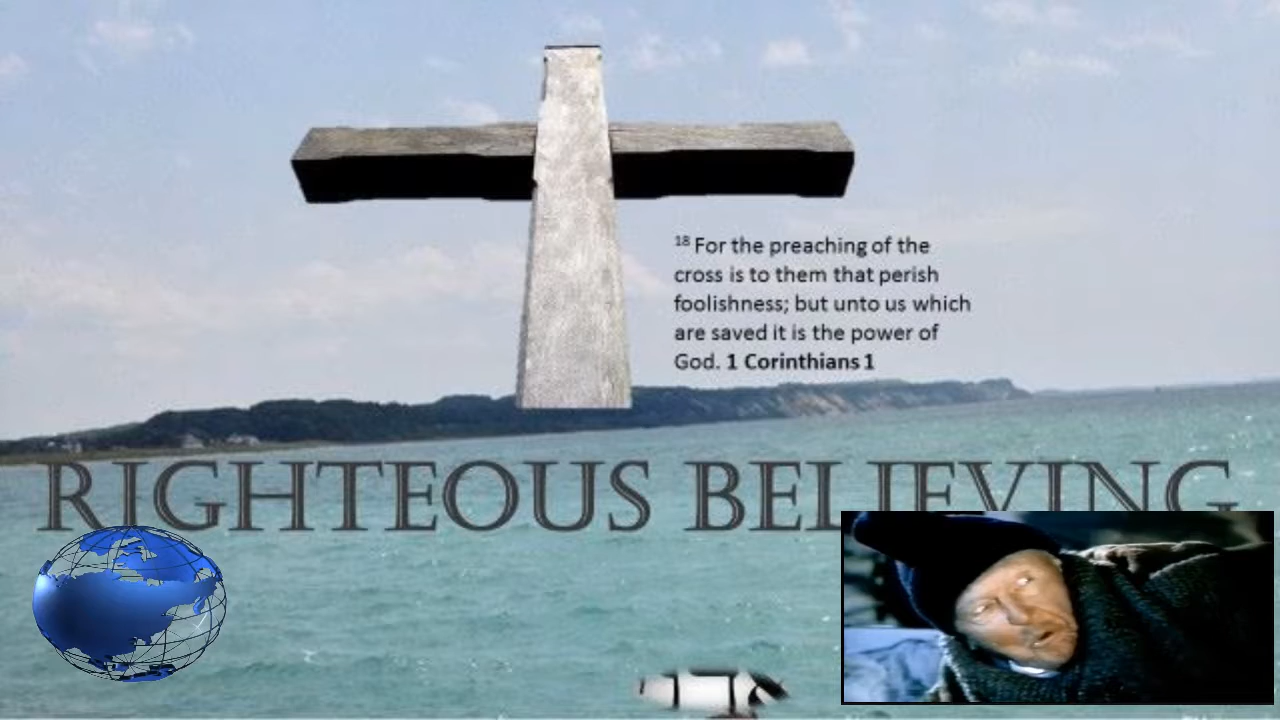 18 For the preaching of the
cross is to them that perish
foolishness; but unto us which
are saved it is the power of
God. 1 Corinthians 1
RIGHTEOUS BELIEVING